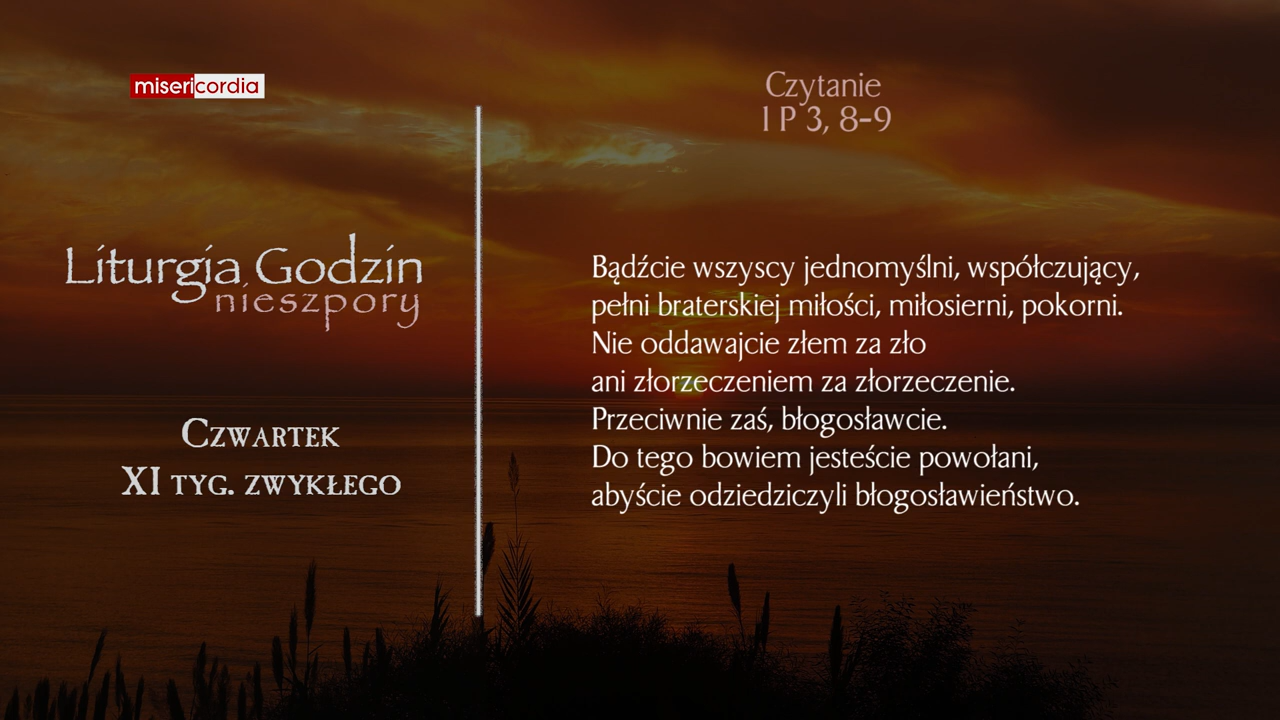 misericordia
Liturgia Godzin
nieszpory
Czwartek
XI tyg. zwykłego
Czytanie
1 P 3, 8-9
Bądźcie wszyscy jednomyślni, współczujący,
pełni braterskiej miłości, miłosierni, pokorni.
Nie oddawajcie złem za zło
ani złorzeczeniem za złorzeczenie.
Przeciwnie zaś, błogosławcie.
Do tego bowiem jesteście powołani,
abyście odziedziczyli błogosławieństwo.